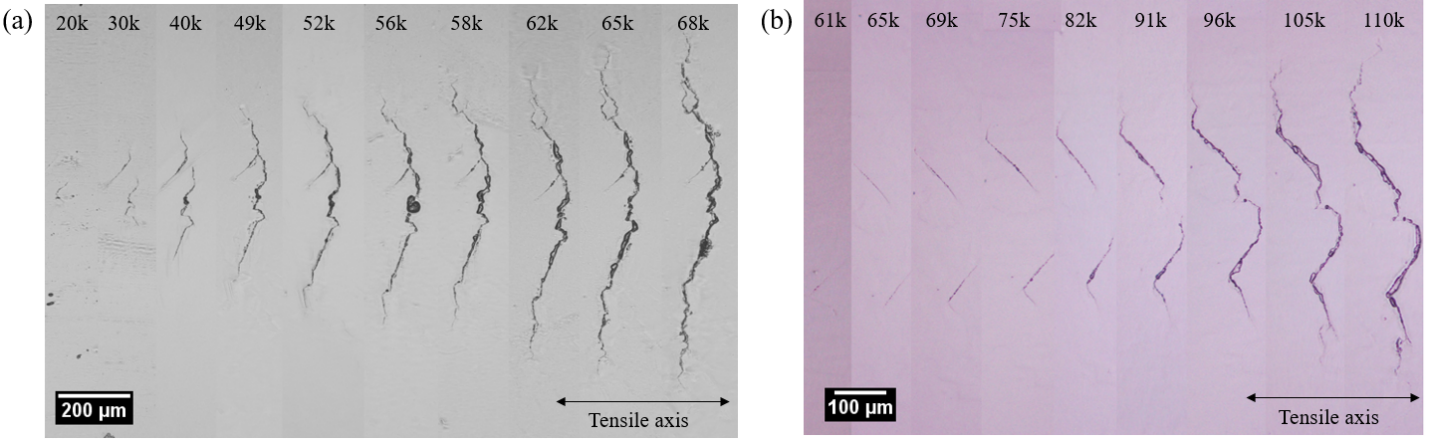 (a)
20k 30k 40k 49k 52k 56k 58k 62k 65k 68k
200 μm
Tensile axis
(b)
61k 65k 69k 75k 82k 91k 96k 105k 110k
100 μm
Tensile axis